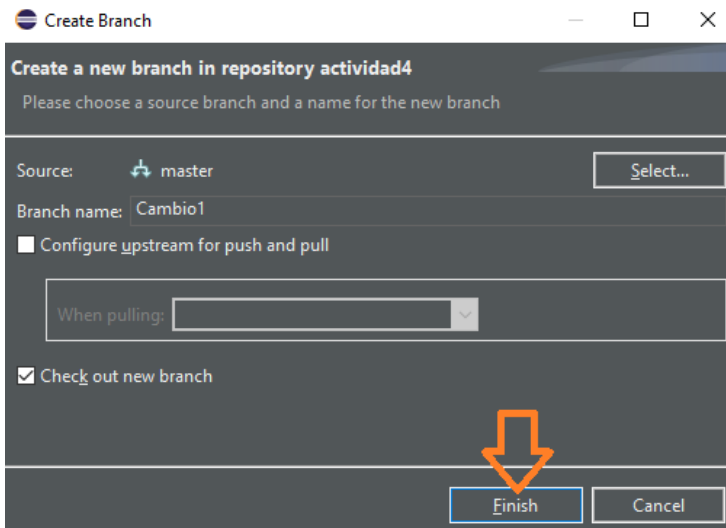 Create Branch
Create a new branch in repository actividad4
Please choose a source branch and a name for the new branch
Source: master Select...
Branch name: Cambio1
Configure upstream for push and pull
When pulling:
Check out new branch
Finish Cancel